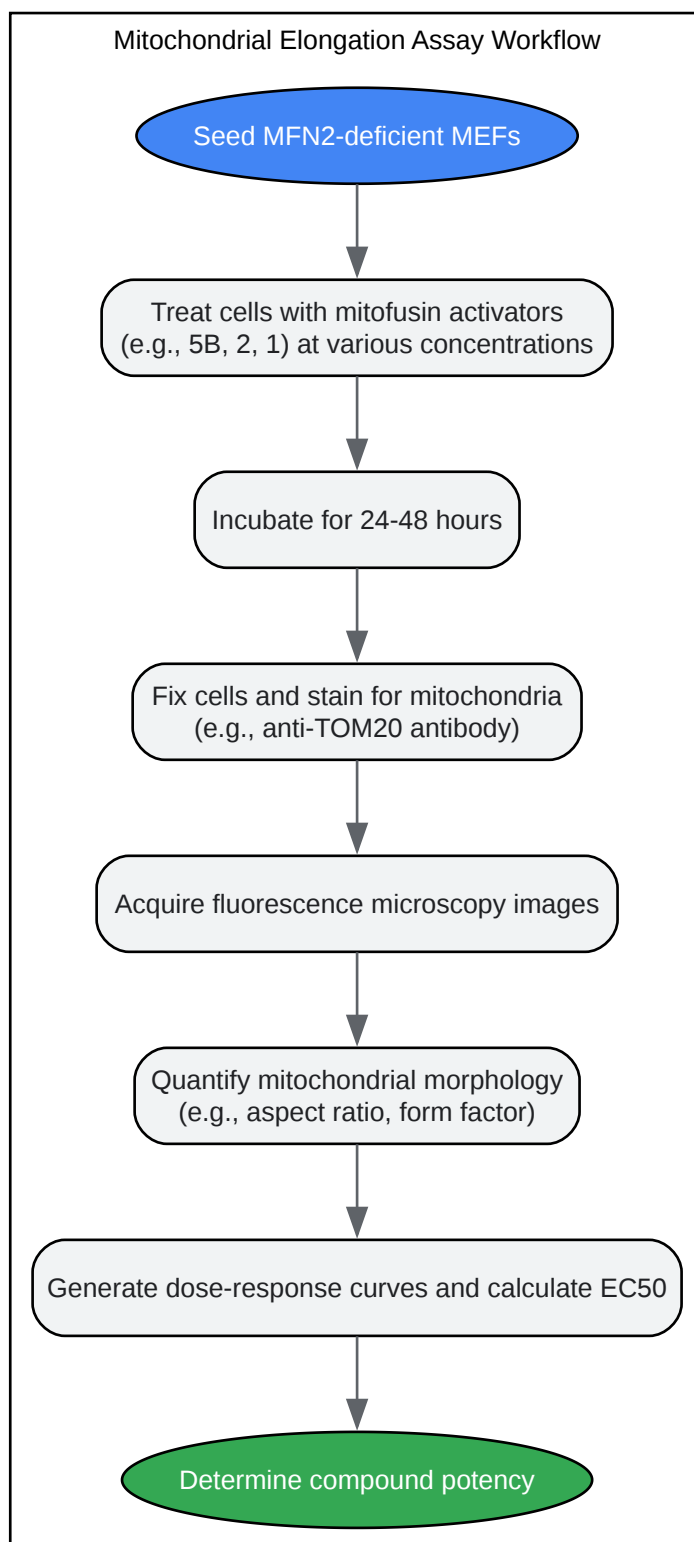 Mitochondrial Elongation Assay Workflow
Seed MFN2-deficient MEFs
Treat cells with mitofusin activators
(e.g., 5B, 2, 1) at various concentrations
Incubate for 24-48 hours
Fix cells and stain for mitochondria
(e.g., anti-TOM20 antibody)
Acquire fluorescence microscopy images
Quantify mitochondrial morphology
(e.g., aspect ratio, form factor)
Generate dose-response curves and calculate EC50
Determine compound potency